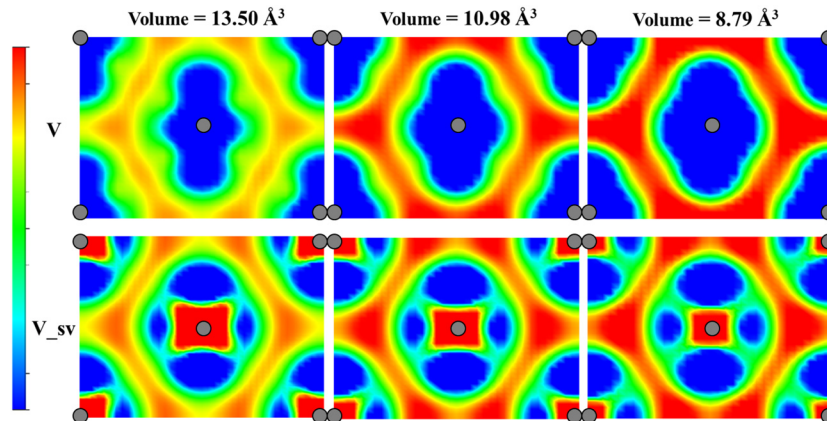 Volume = 13.50 Å³
Volume = 10.98 Å³
Volume = 8.79 Å³
V
V_sv